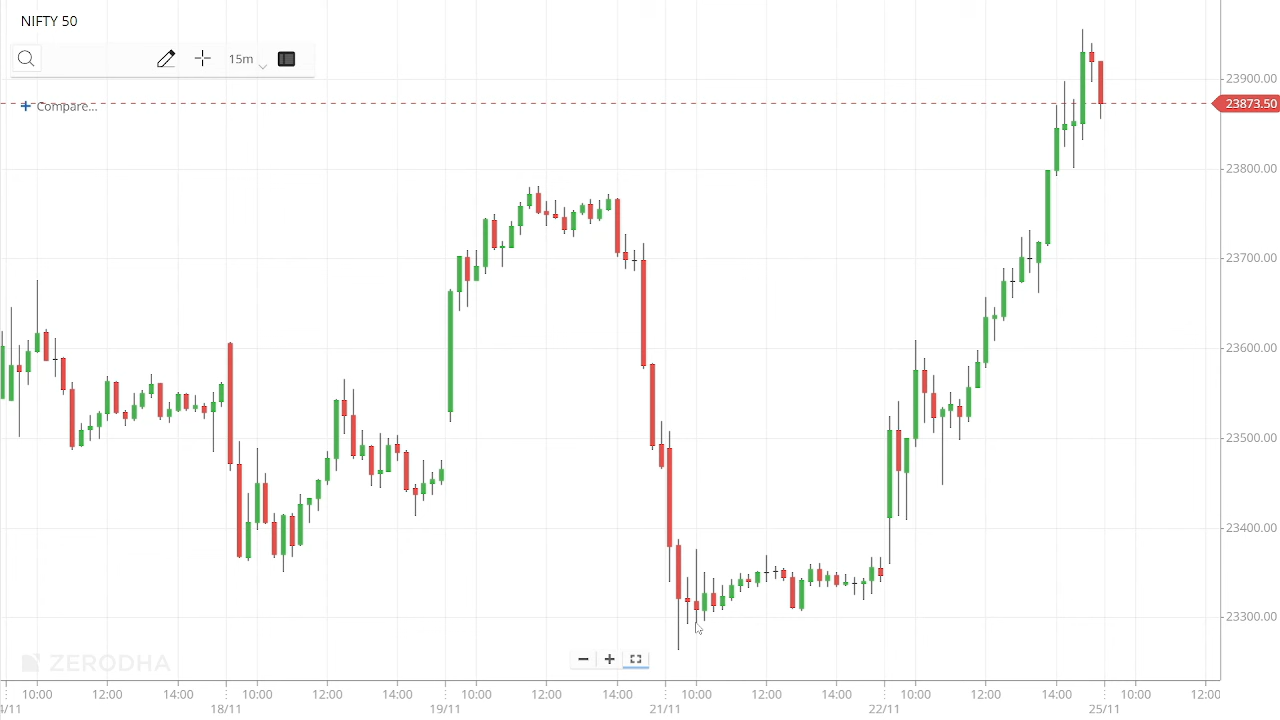 NIFTY 50
15m
+ Compare...
23900.00
23873.50
23800.00
23700.00
23600.00
23500.00
23400.00
23300.00
ZERODHA
10:00 12:00 14:00 10:00 12:00 14:00 10:00 12:00 14:00 10:00 12:00 14:00 10:00 12:00 14:00 10:00 12:00
4/11 18/11 19/11 21/11 22/11 25/11